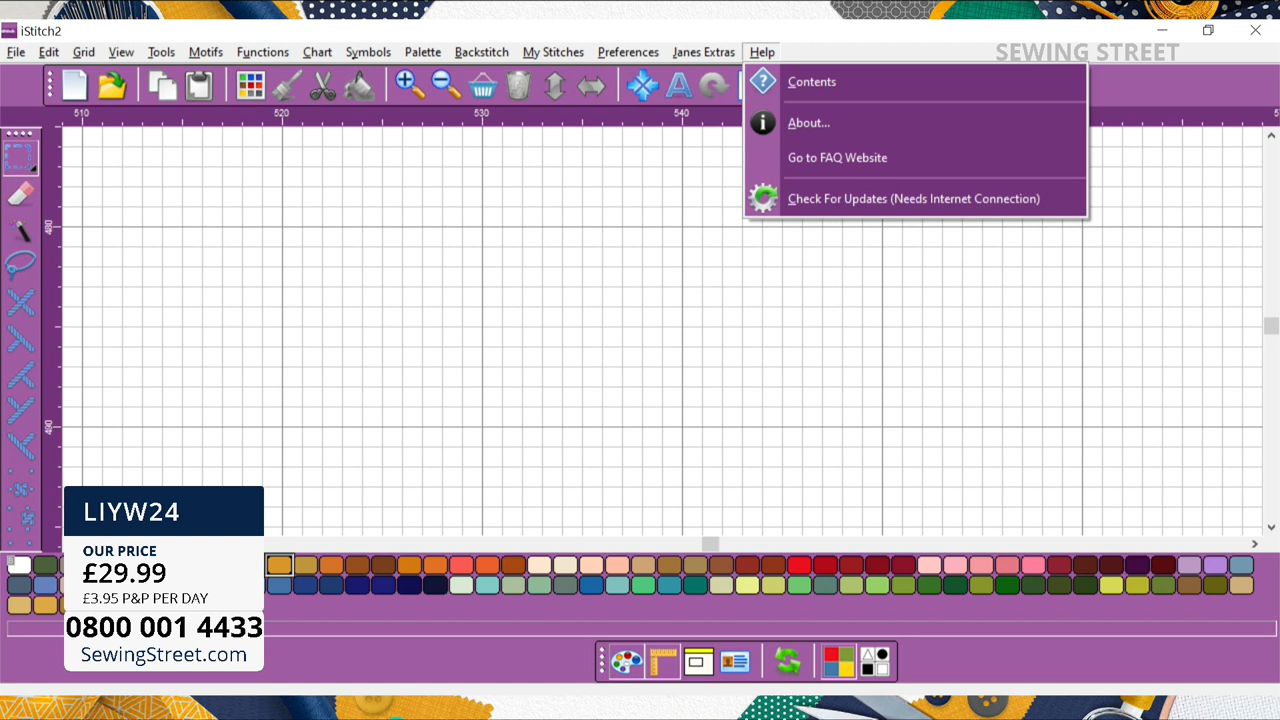 iStitch2
File Edit Grid View Tools Motifs Functions Chart Symbols Palette Backstitch My Stitches Preferences Janes Extras Help
SEWING STREET
Contents
About...
Go to FAQ Website
Check For Updates (Needs Internet Connection)
510 520 530 540
480
490
LIYW24
OUR PRICE
£29.99
£3.95 P&P PER DAY
0800 001 4433
SewingStreet.com